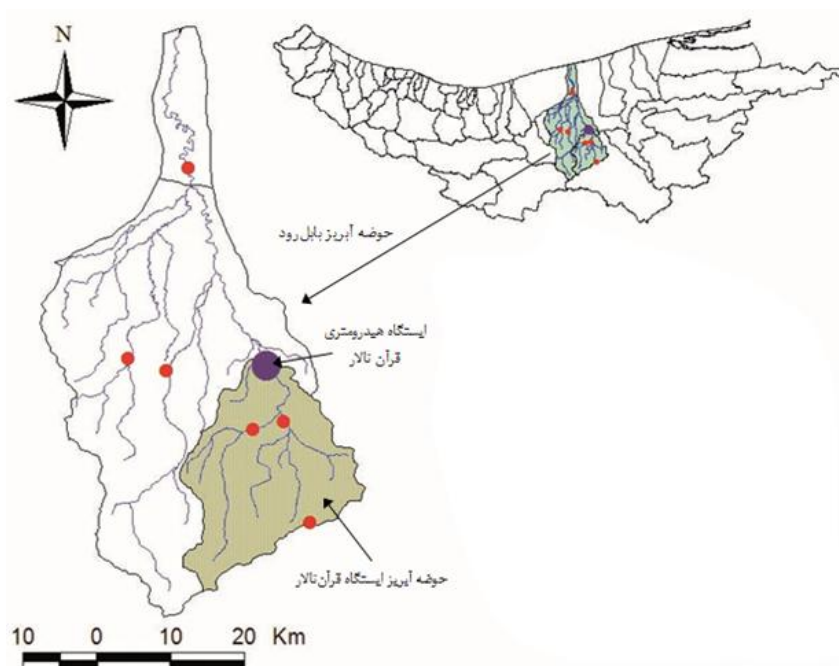 N
حوضه آبریز بابل‌رود
ایستگاه هیدرومتری
قرآن تالار
حوضه آبریز ایستگاه قرآن‌تالار
10 0 10 20 Km